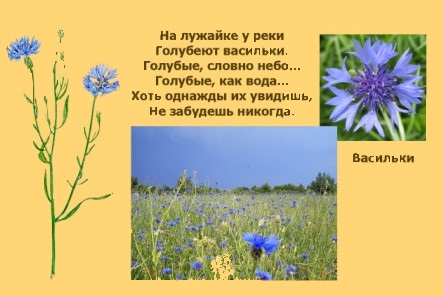 На лужайке у реки
Голубеют васильки.
Голубые, словно небо...
Голубые, как вода...
Хоть однажды их увидишь,
Не забудешь никогда.
Васильки